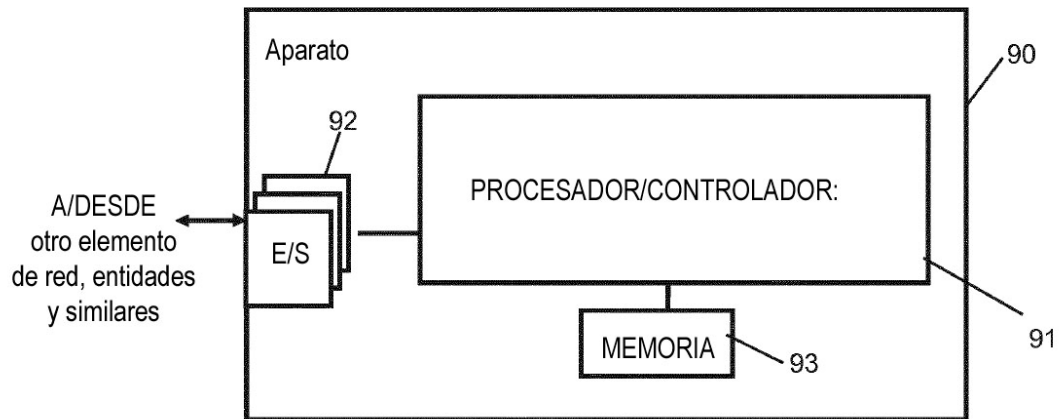 Aparato
90
92
PROCESADOR/CONTROLADOR:
A/DESDE
otro elemento
de red, entidades
y similares
E/S
91
MEMORIA
93